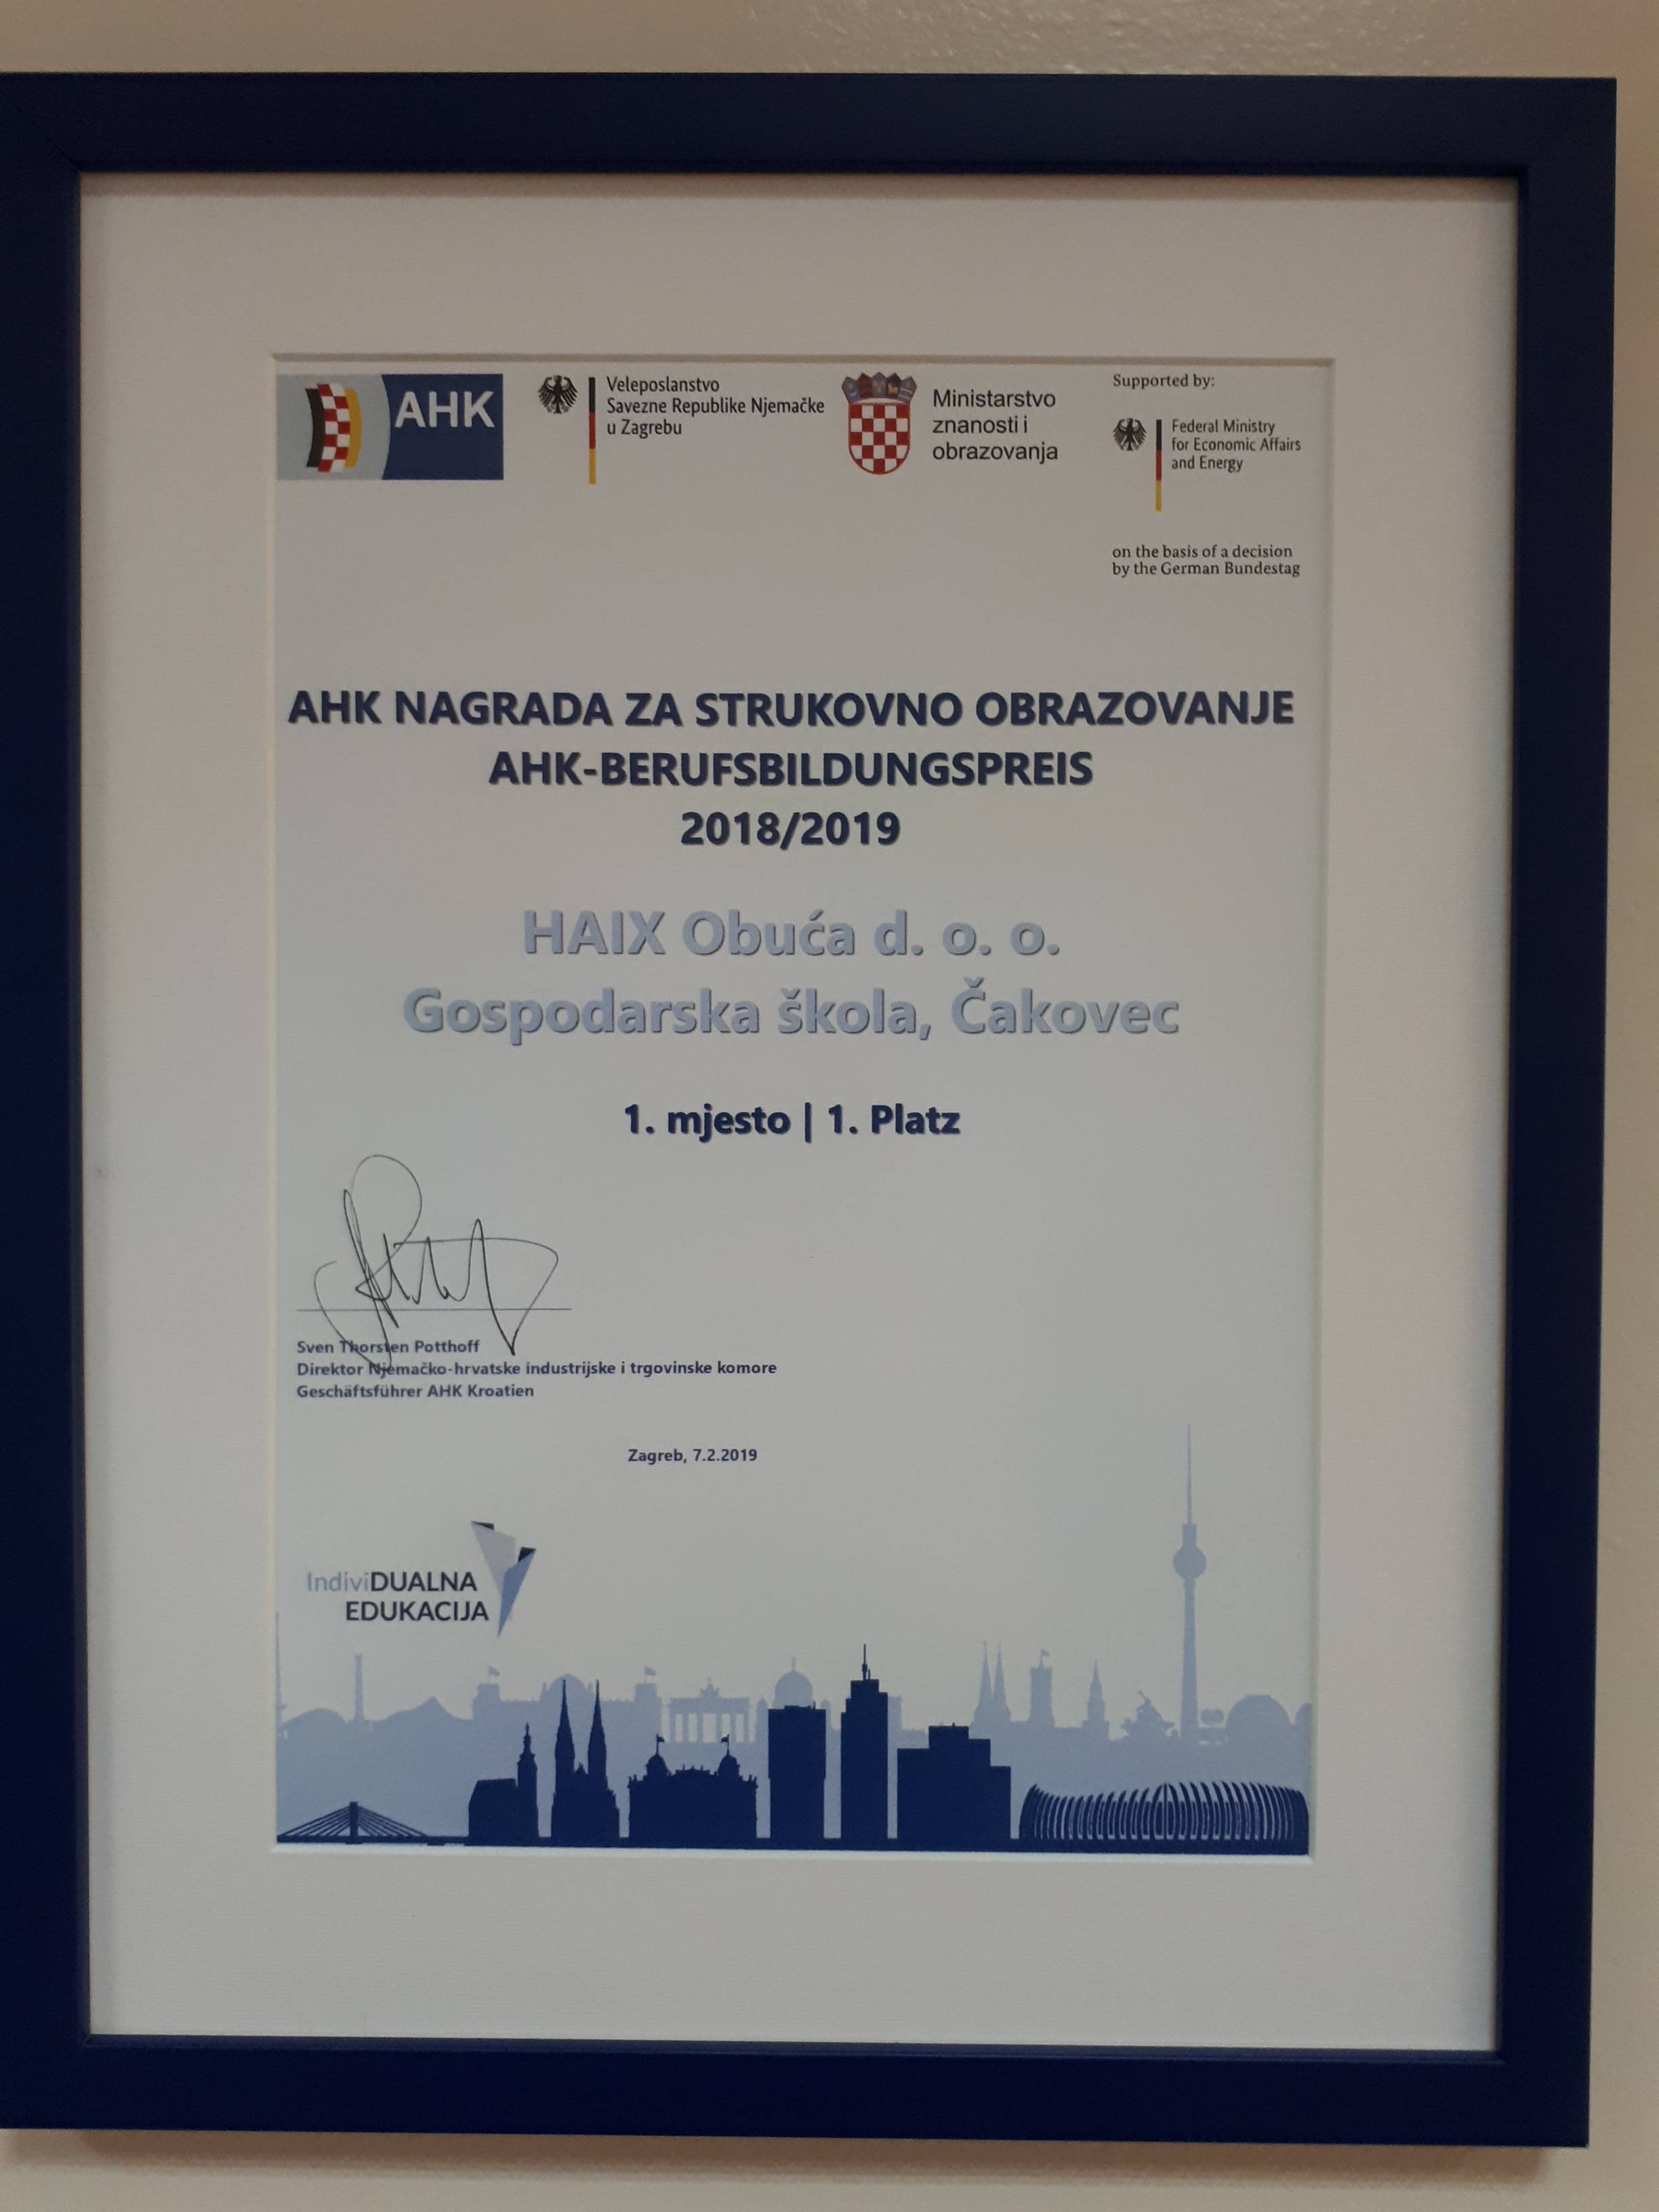 AHK
Veleposlanstvo
Savezne Republike Njemačke
u Zagrebu
Ministarstvo
znanosti i
obrazovanja
Supported by:
Federal Ministry
for Economic Affairs
and Energy
on the basis of a decision
by the German Bundestag
AHK NAGRADA ZA STRUKOVNO OBRAZOVANJE
AHK-BERUFSBILDUNGSPREIS
2018/2019
HAIX Obuća d. o. o.
Gospodarska škola, Čakovec
1. mjesto | 1. Platz
Sven Thorsten Potthoff
Direktor Njemačko-hrvatske industrijske i trgovinske komore
Geschäftsführer AHK Kroatien
Zagreb, 7.2.2019
IndiviDUALNA
EDUKACIJA